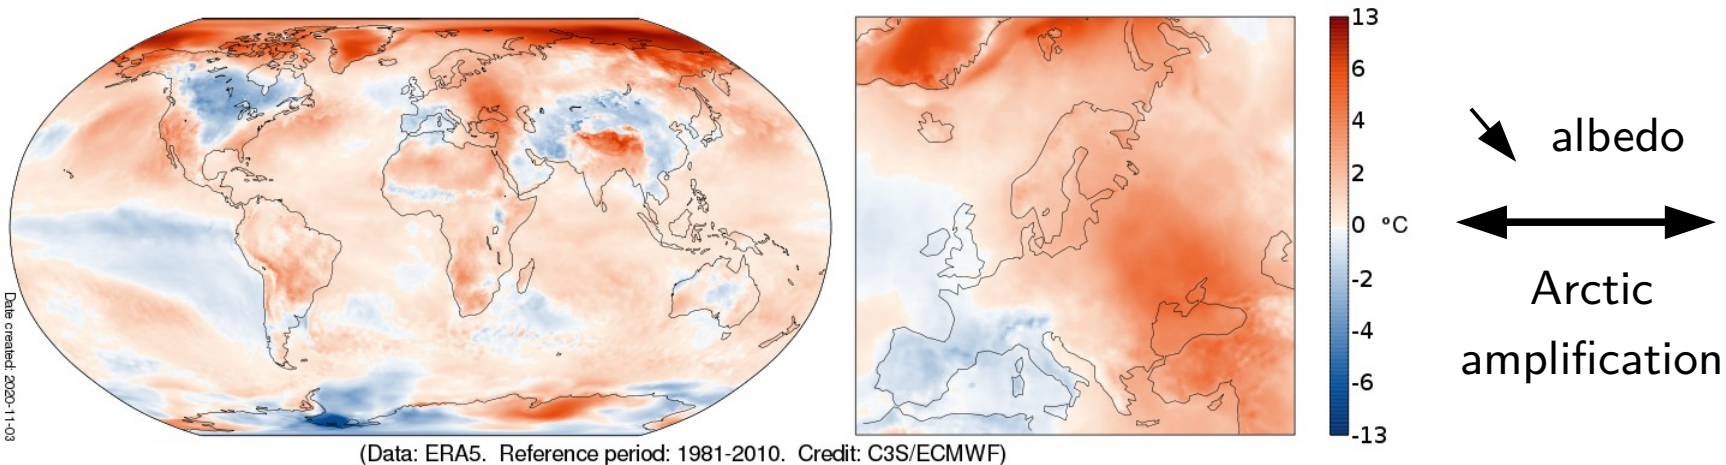 Date created: 2020-11-03
13
6
4
2
0 °C
-2
-4
-6
-13
albedo
Arctic
amplification
(Data: ERA5. Reference period: 1981-2010. Credit: C3S/ECMWF)